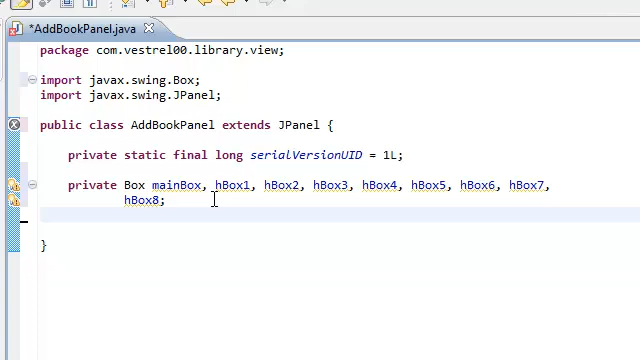 *AddBookPanel.java
package com.vestrel00.library.view;
import javax.swing.Box;
import javax.swing.JPanel;
public class AddBookPanel extends JPanel {
private static final long serialVersionUID = 1L;
private Box mainBox, hBox1, hBox2, hBox3, hBox4, hBox5, hBox6, hBox7,
hBox8;
}